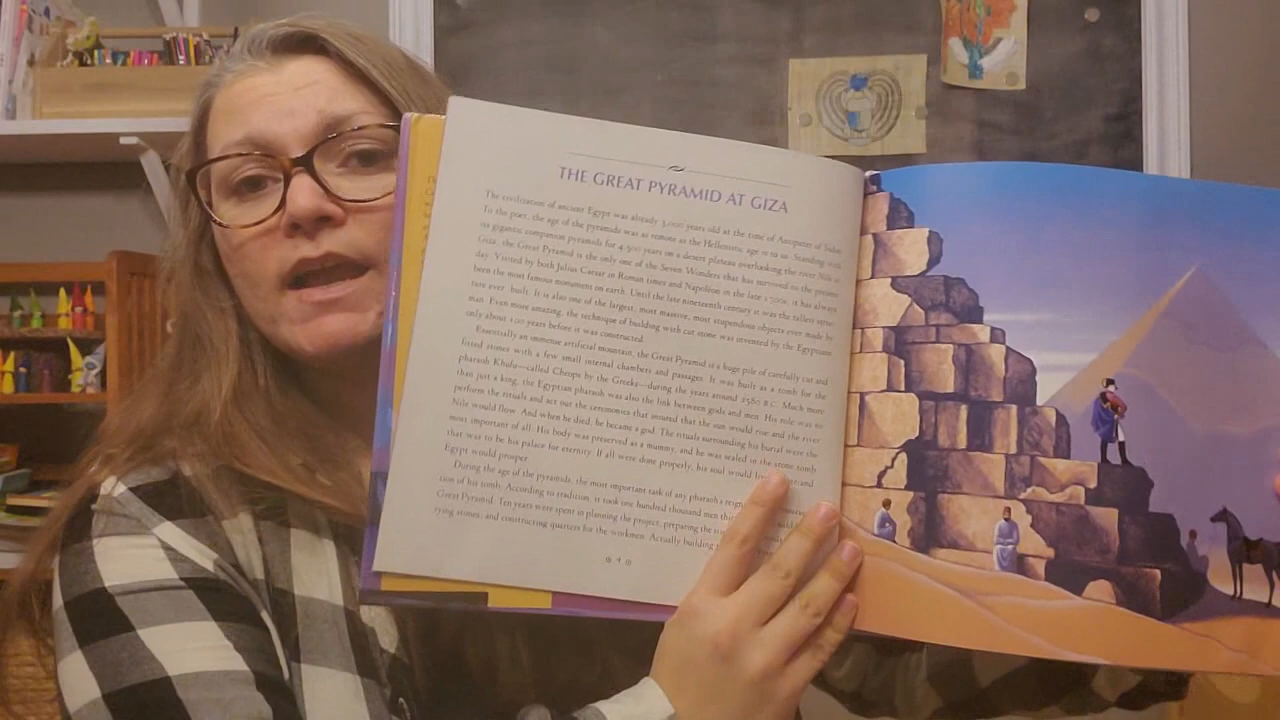 THE GREAT PYRAMID AT GIZA
The civilization of ancient Egypt was already 3,000 years old at the time of Antipater of Sidon.
To the poet, the age of the pyramids was as remote as the Hellenistic age is to us. Standing with
its gigantic companion pyramids for 4,500 years on a desert plateau overlooking the river Nile at
Giza, the Great Pyramid is the only one of the Seven Wonders that has survived to the present
day. Visited by both Julius Caesar in Roman times and Napoléon in the late 1700s, it has always
been the most famous monument on earth. Until the late nineteenth century it was the tallest struc-
ture ever built. It is also one of the largest, most massive, most stupendous objects ever made by
man. Even more amazing, the technique of building with cut stone was invented by the Egyptians
only about 100 years before it was constructed.
Essentially an immense artificial mountain, the Great Pyramid is a huge pile of carefully cut and
fitted stones with a few small internal chambers and passages. It was built as a tomb for the
pharaoh Khufu—called Cheops by the Greeks—during the years around 2580 B.C. Much more
than just a king, the Egyptian pharaoh was also the link between gods and men. His role was to
perform the rituals and act out the ceremonies that insured that the sun would rise and the river
Nile would flow. And when he died, he became a god. The rituals surrounding his burial were the
most important of all. His body was preserved as a mummy, and he was sealed in the stone tomb
that was to be his palace for eternity. If all were done properly, his soul would live and
Egypt would prosper.
During the age of the pyramids, the most important task of any pharaoh's reign
tion of his tomb. According to tradition, it took one hundred thousand men
Great Pyramid. Ten years were spent in planning the project, preparing the
rying stones, and constructing quarters for the workmen. Actually building
4